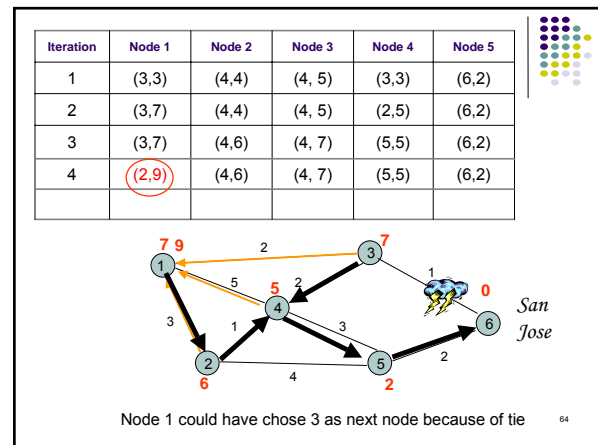 Iteration Node 1 Node 2 Node 3 Node 4 Node 5
1 (3,3) (4,4) (4, 5) (3,3) (6,2)
2 (3,7) (4,4) (4, 5) (2,5) (6,2)
3 (3,7) (4,6) (4, 7) (5,5) (6,2)
4 (2,9) (4,6) (4, 7) (5,5) (6,2)
7 9
7
2
1
3
1
5
5
2
0
San
Jose
4
3
1
3
6
2
5
2
4
6
2
Node 1 could have chose 3 as next node because of tie
64